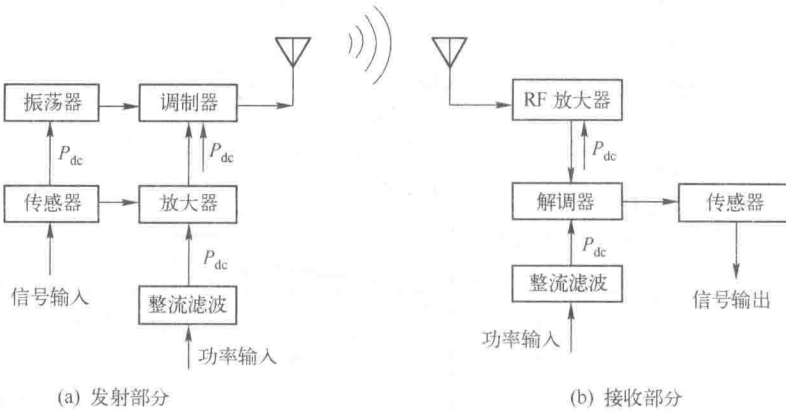 振荡器
调制器
RF 放大器
P_dc
P_dc
P_dc
传感器
放大器
解调器
传感器
P_dc
P_dc
信号输入
整流滤波
整流滤波
信号输出
功率输入
功率输入
(a) 发射部分
(b) 接收部分